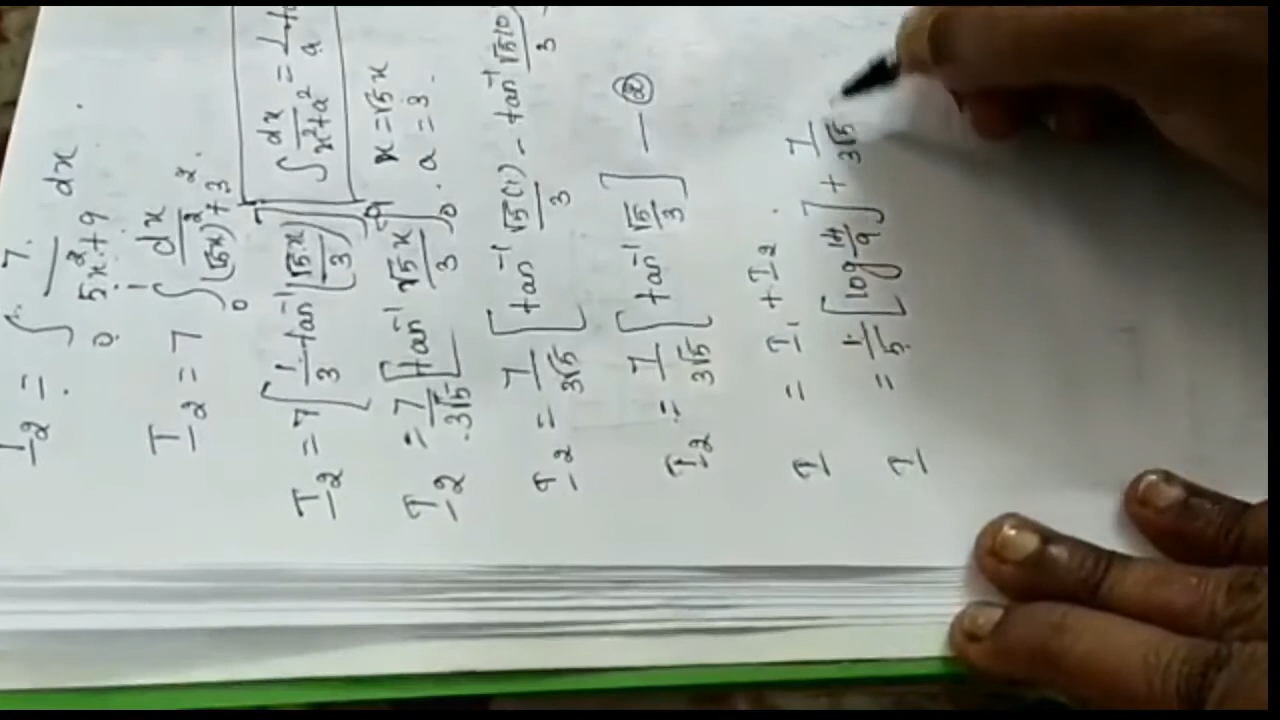 I₂ = ∫₀¹ 7/(5x²+9) dx.
I₂ = 7 ∫₀¹ dx/((√5x)²+3²).
∫ dx/(x²+a²) = 1/a
I₂ = 7[1/3 tan⁻¹(√5x/3)]
x = √5x
a = 3.
I₂ = 7/3√5 [tan⁻¹ √5x/3]₀¹.
I₂ = 7/3√5 [tan⁻¹ √5(1)/3 - tan⁻¹ √5(0)/3
I₂ = 7/3√5 [tan⁻¹ √5/3] — ②
I = I₁ + I₂.
I = 1/5 [log 14/9] + 7/3√5